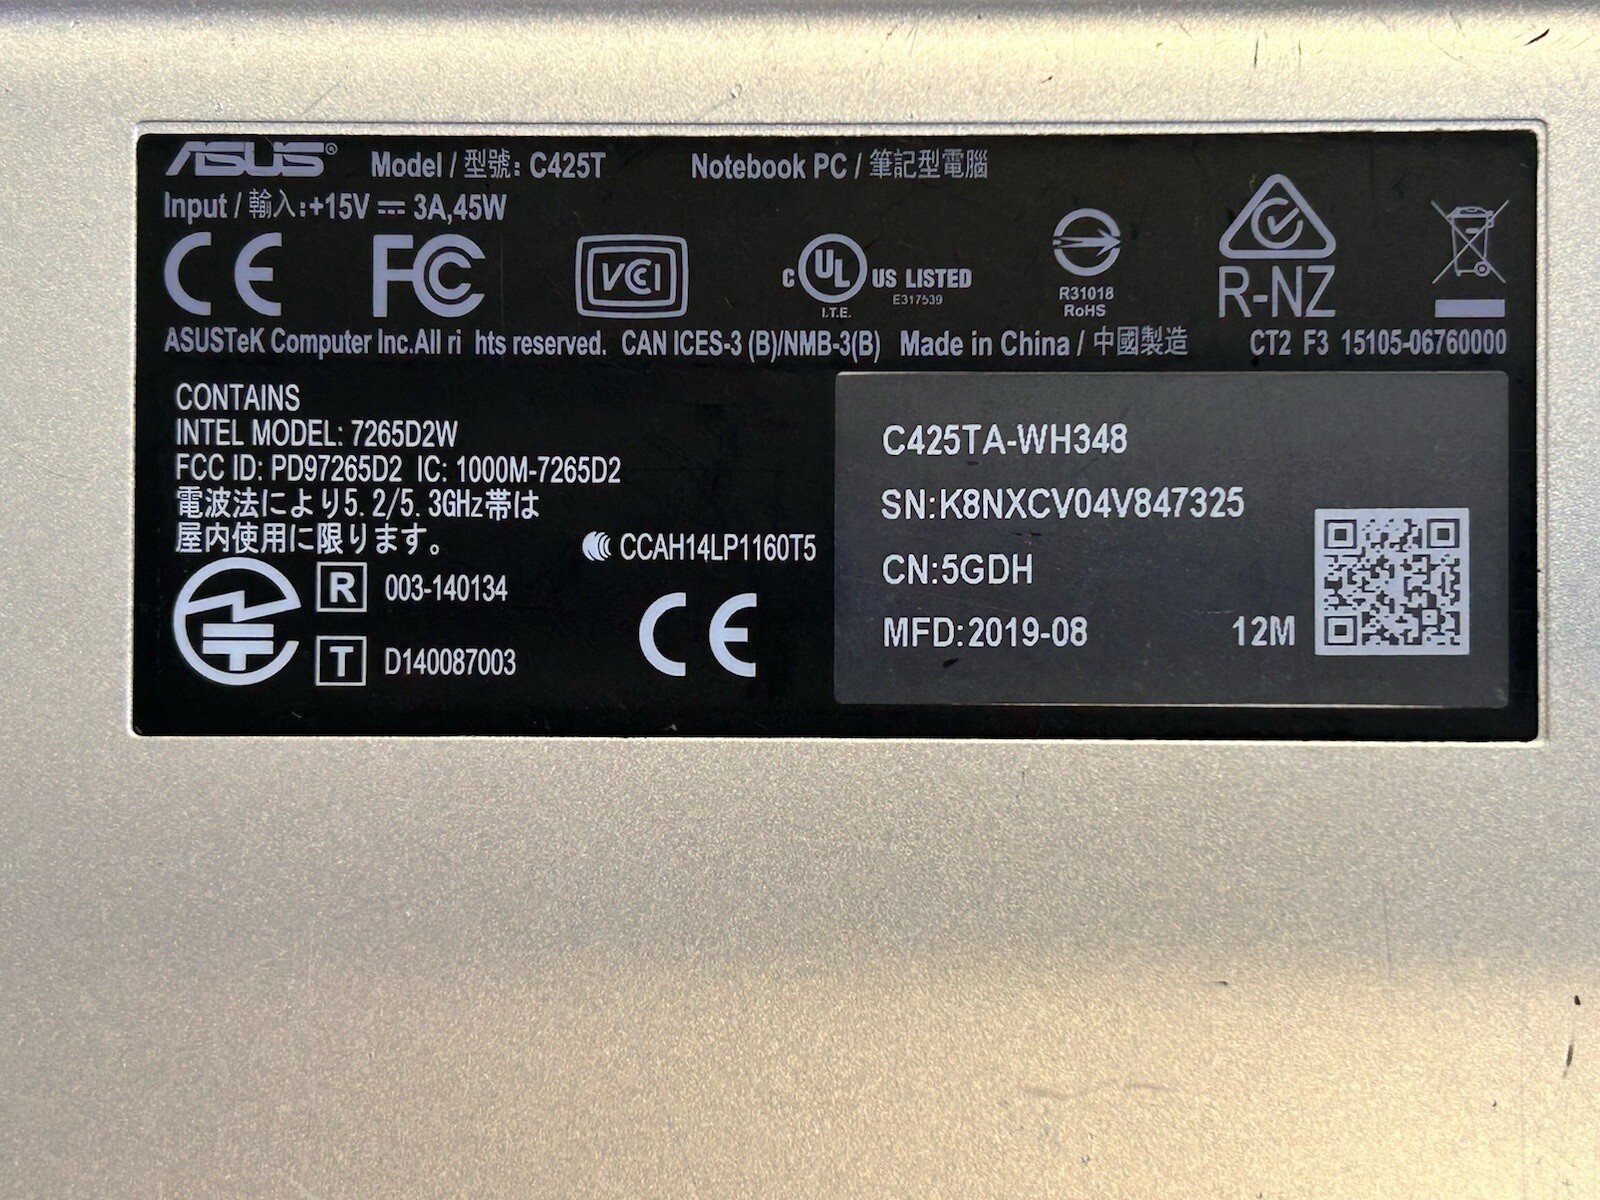 ASUS® Model / 型號: C425T Notebook PC / 筆記型電腦
Input / 輸入:+15V ⎓ 3A,45W
CE FC VCI c UL US LISTED E317539 I.T.E. R31018 RoHS R-NZ
ASUSTeK Computer Inc.All ri hts reserved. CAN ICES-3 (B)/NMB-3(B) Made in China / 中國製造 CT2 F3 15105-06760000
CONTAINS
INTEL MODEL: 7265D2W
FCC ID: PD97265D2 IC: 1000M-7265D2
電波法により5.2/5.3GHz帯は
屋内使用に限ります。
R 003-140134
T D140087003
CCAH14LP1160T5
CE
C425TA-WH348
SN:K8NXCV04V847325
CN:5GDH
MFD:2019-08 12M